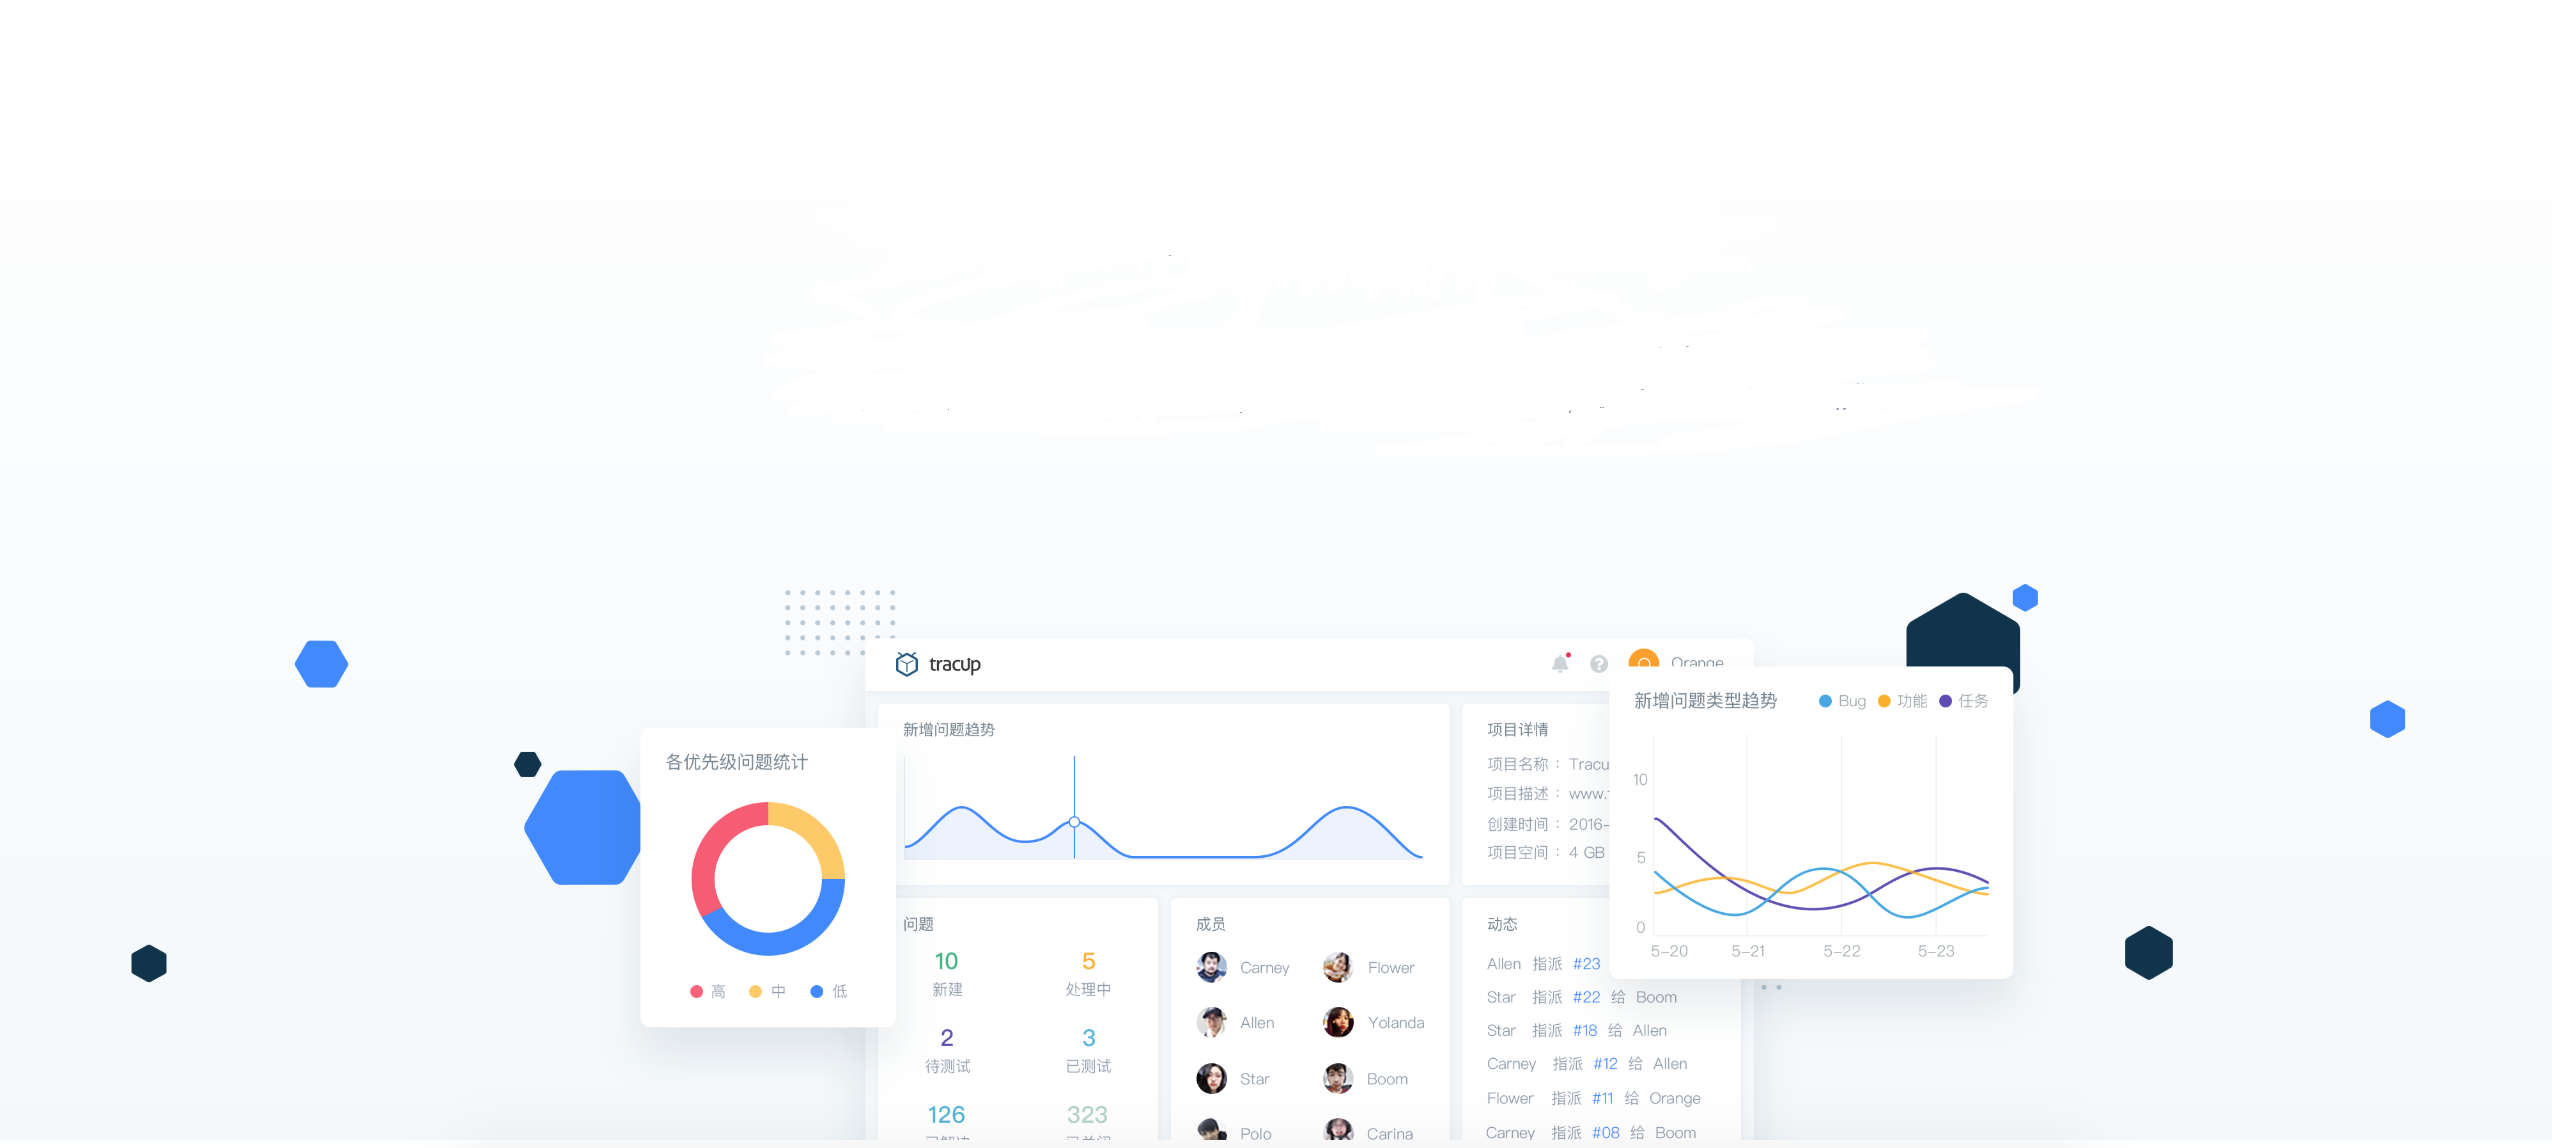 tracup
Orange
新增问题趋势
项目详情
项目名称： Tracu
项目描述： www.
创建时间： 2016-
项目空间： 4 GB
新增问题类型趋势
Bug 功能 任务
10
5
0
5-20 5-21 5-22 5-23
各优先级问题统计
高 中 低
问题
10 5
新建 处理中
2 3
待测试 已测试
126 323
成员
Carney Flower
Allen Yolanda
Star Boom
Polo Carina
动态
Allen 指派 #23
Star 指派 #22 给 Boom
Star 指派 #18 给 Allen
Carney 指派 #12 给 Allen
Flower 指派 #11 给 Orange
Carney 指派 #08 给 Boom